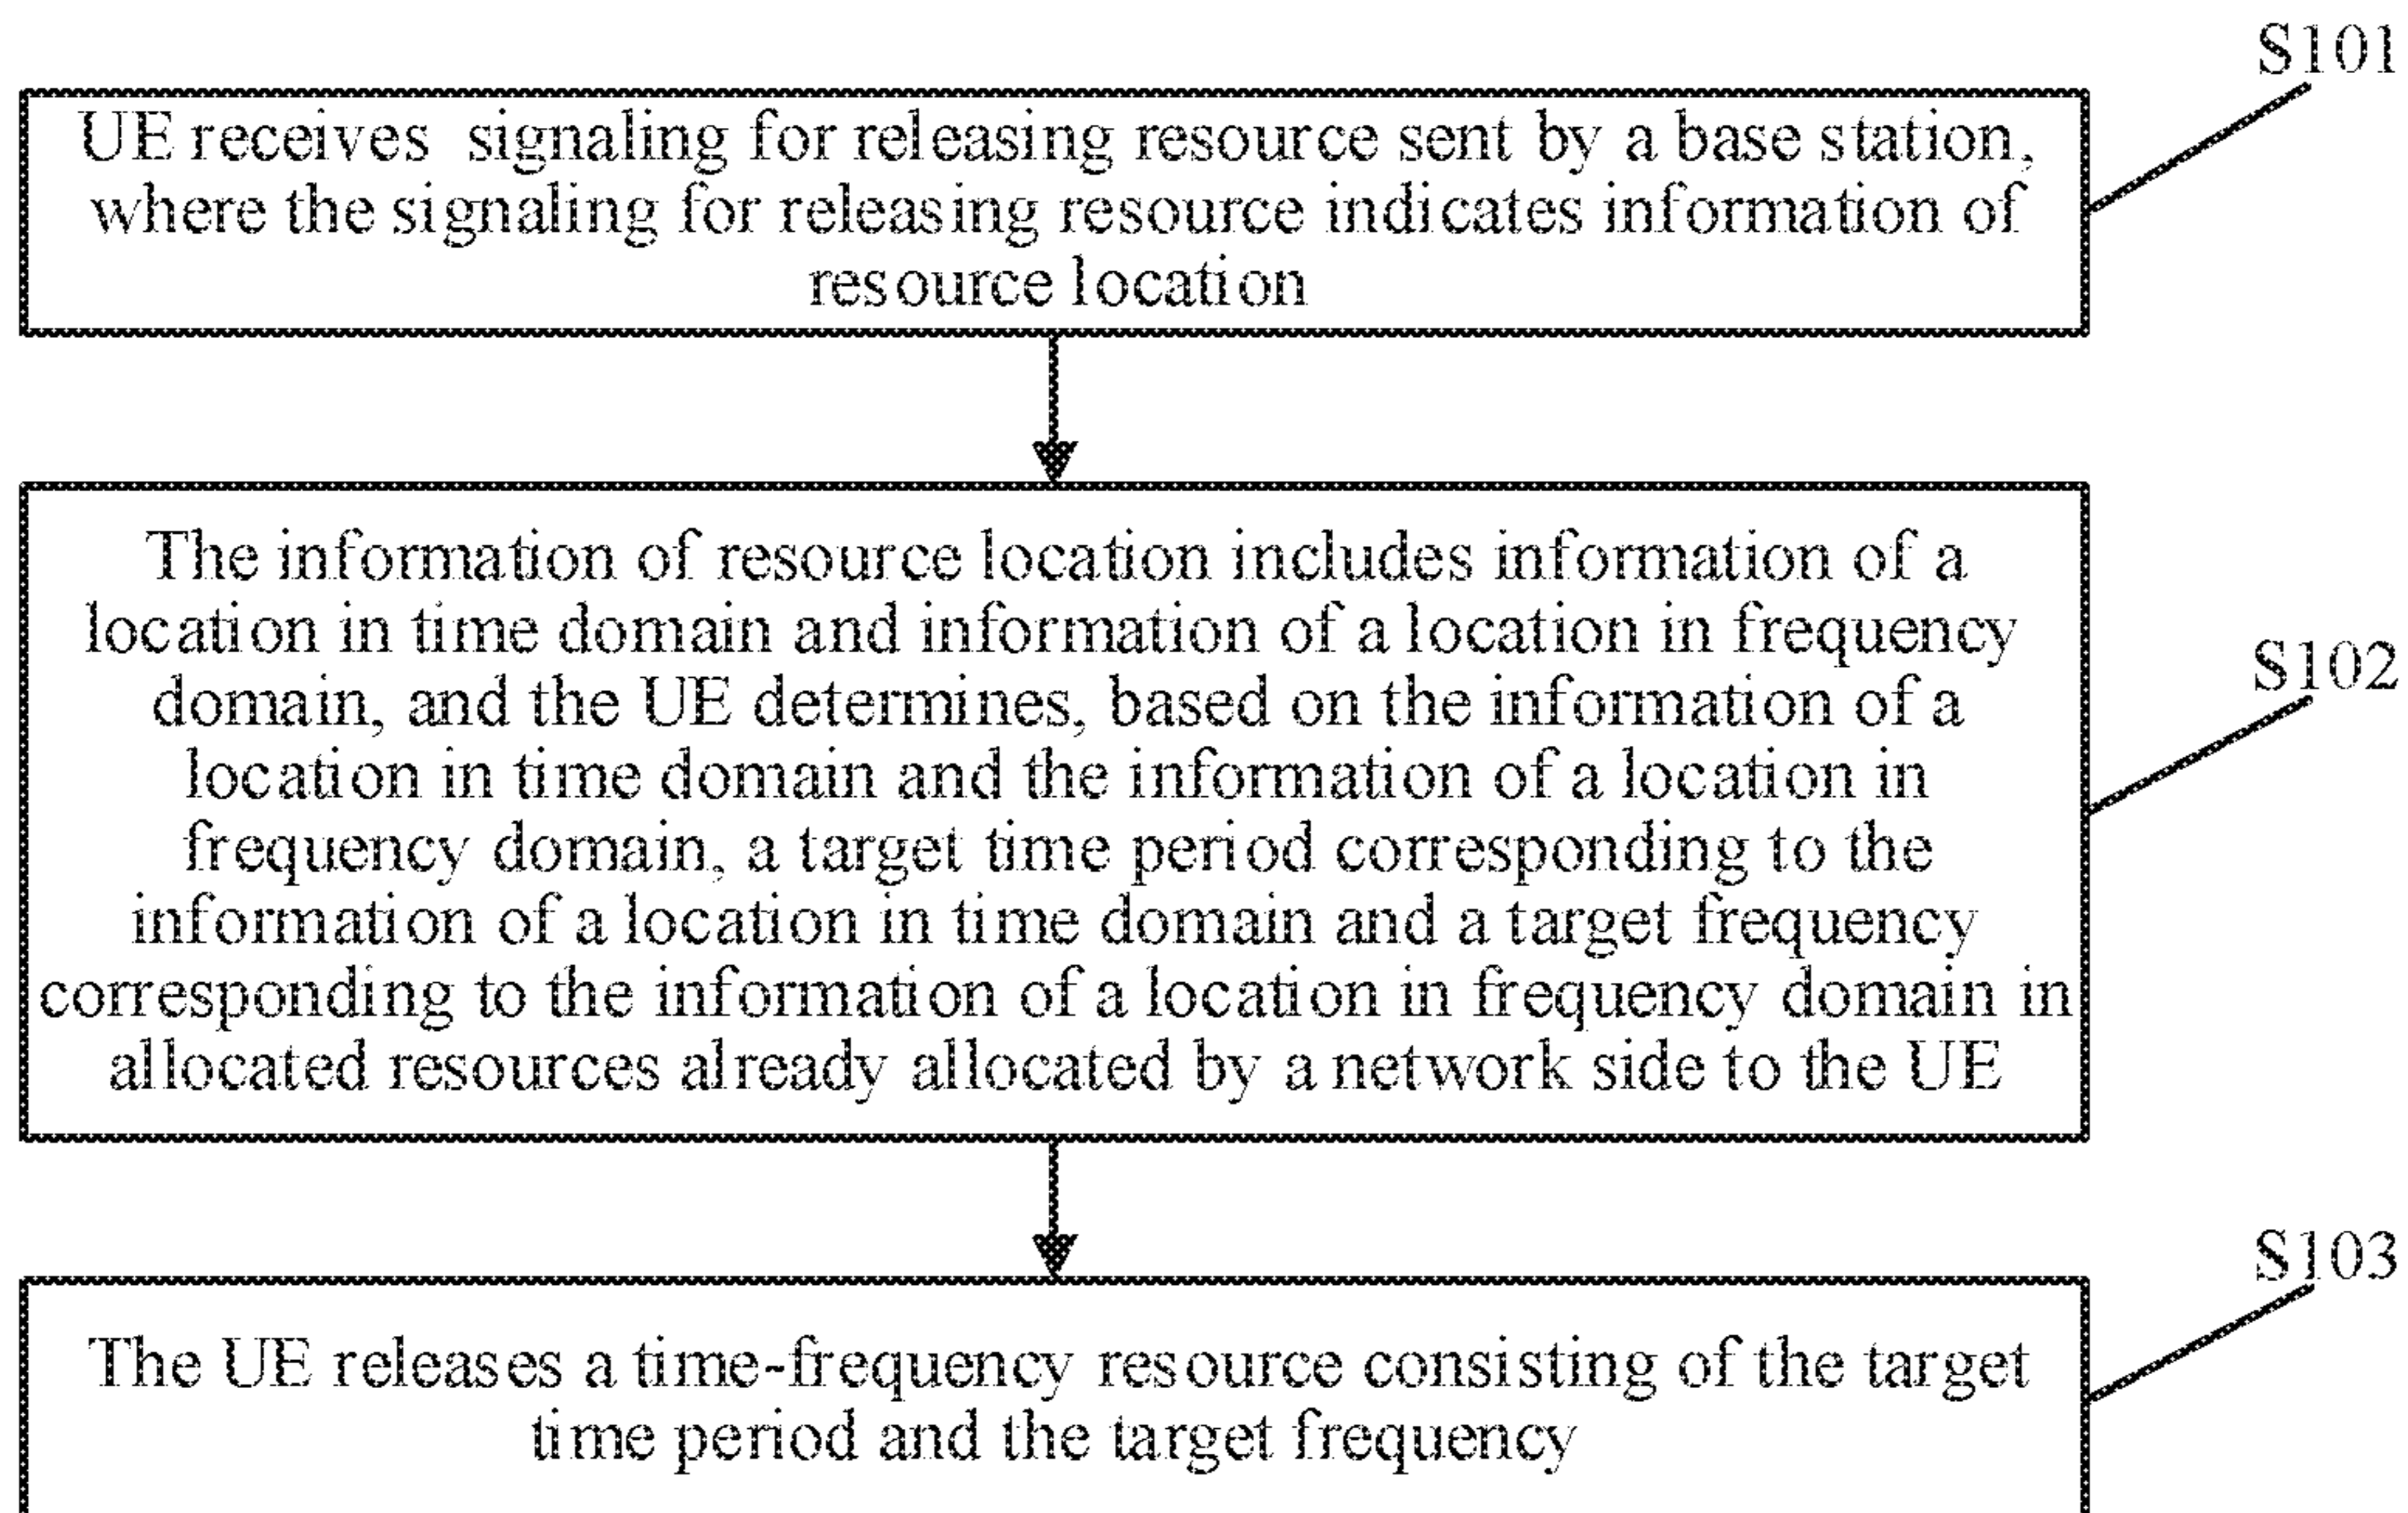 S101
UE receives signaling for releasing resource sent by a base station,
where the signaling for releasing resource indicates information of
resource location
The information of resource location includes information of a
location in time domain and information of a location in frequency
domain, and the UE determines, based on the information of a
location in time domain and the information of a location in
frequency domain, a target time period corresponding to the
information of a location in time domain and a target frequency
corresponding to the information of a location in frequency domain in
allocated resources already allocated by a network side to the UE
S102
S103
The UE releases a time-frequency resource consisting of the target
time period and the target frequency